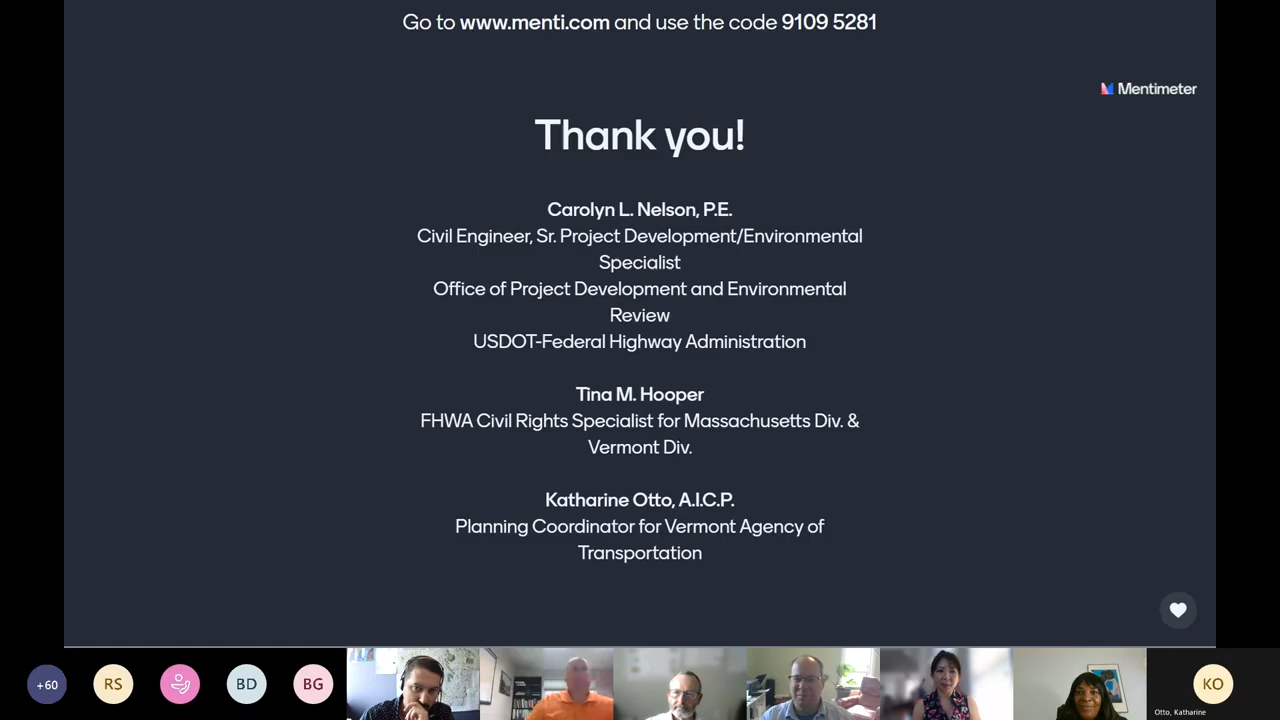 Go to www.menti.com and use the code 9109 5281
Mentimeter
Thank you!
Carolyn L. Nelson, P.E.
Civil Engineer, Sr. Project Development/Environmental
Specialist
Office of Project Development and Environmental
Review
USDOT-Federal Highway Administration
Tina M. Hooper
FHWA Civil Rights Specialist for Massachusetts Div. &
Vermont Div.
Katharine Otto, A.I.C.P.
Planning Coordinator for Vermont Agency of
Transportation
+60
RS
BD
BG
KO
Otto, Katharine